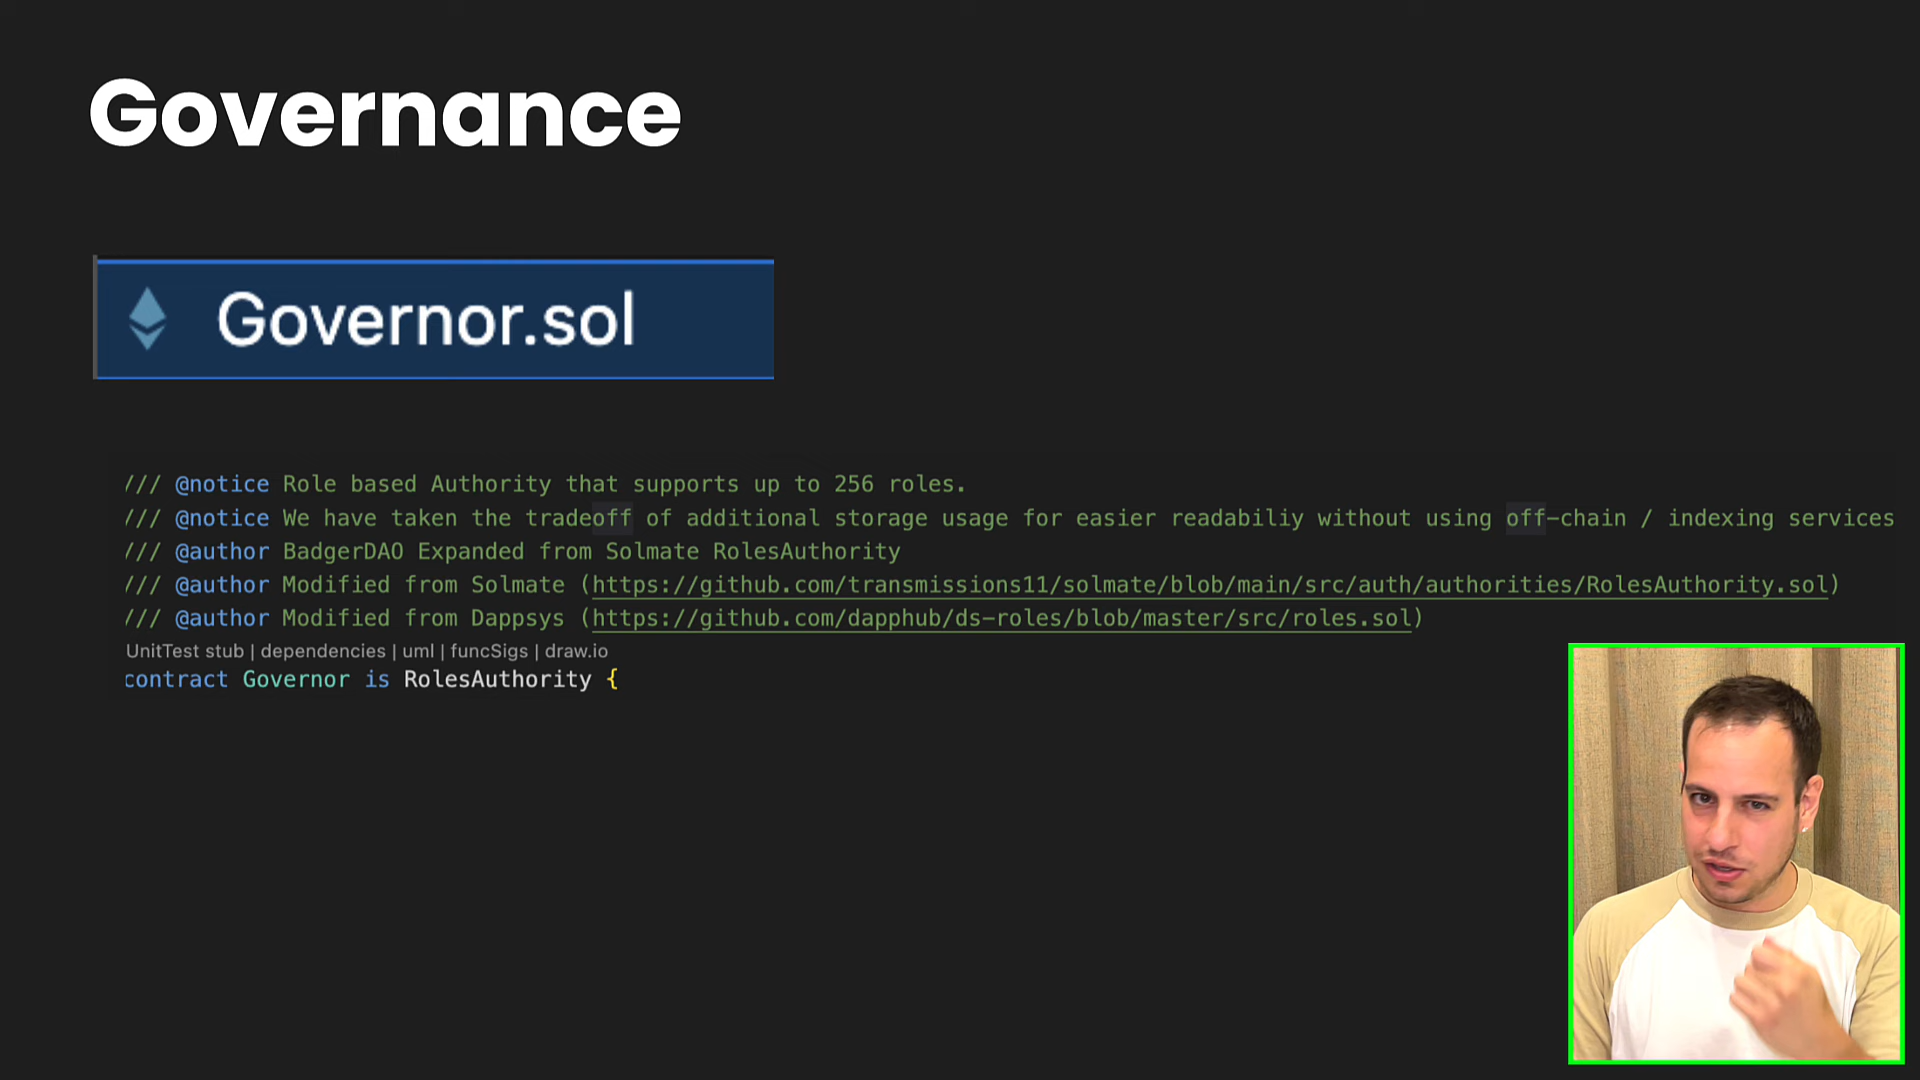 Governance
Governor.sol
/// @notice Role based Authority that supports up to 256 roles.
/// @notice We have taken the tradeoff of additional storage usage for easier readabiliy without using off-chain / indexing services
/// @author BadgerDAO Expanded from Solmate RolesAuthority
/// @author Modified from Solmate (https://github.com/transmissions11/solmate/blob/main/src/auth/authorities/RolesAuthority.sol)
/// @author Modified from Dappsys (https://github.com/dapphub/ds-roles/blob/master/src/roles.sol)
UnitTest stub | dependencies | uml | funcSigs | draw.io
contract Governor is RolesAuthority {